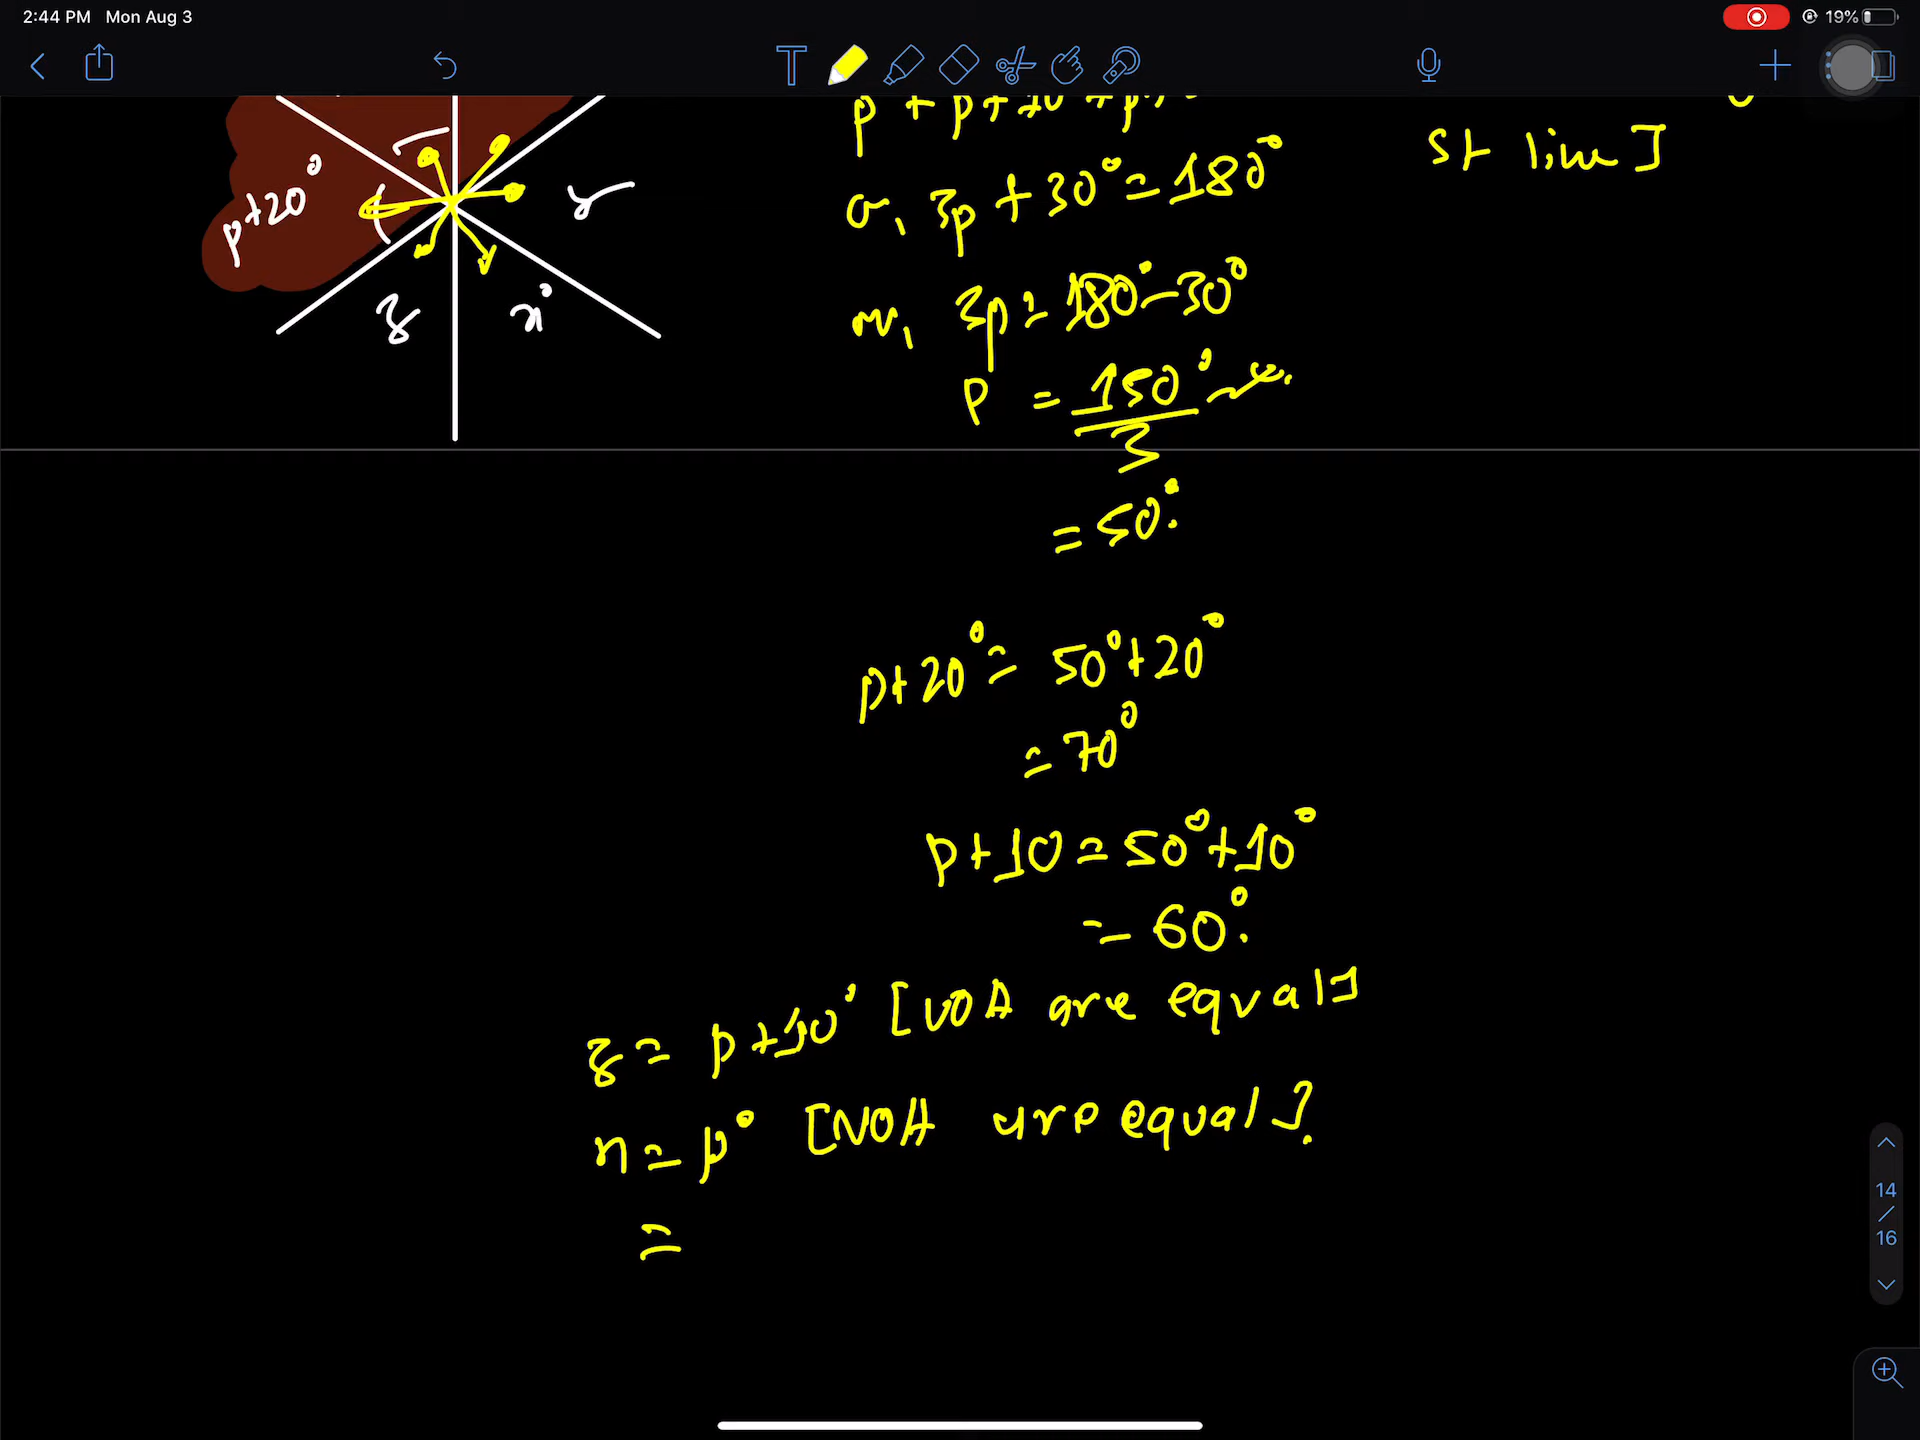 2:44 PM Mon Aug 3
19%
St line]
or, 3p + 30° = 180°
or, 3p = 180° - 30°
p = 150°
3
= 50°.
p+20° = 50°+20°
= 70°
p+10 = 50°+10°
= 60°.
z = p+10° [VOA are equal]
x = p° [VOA are equal]
=
p+20°
y
z
x°
14
/
16